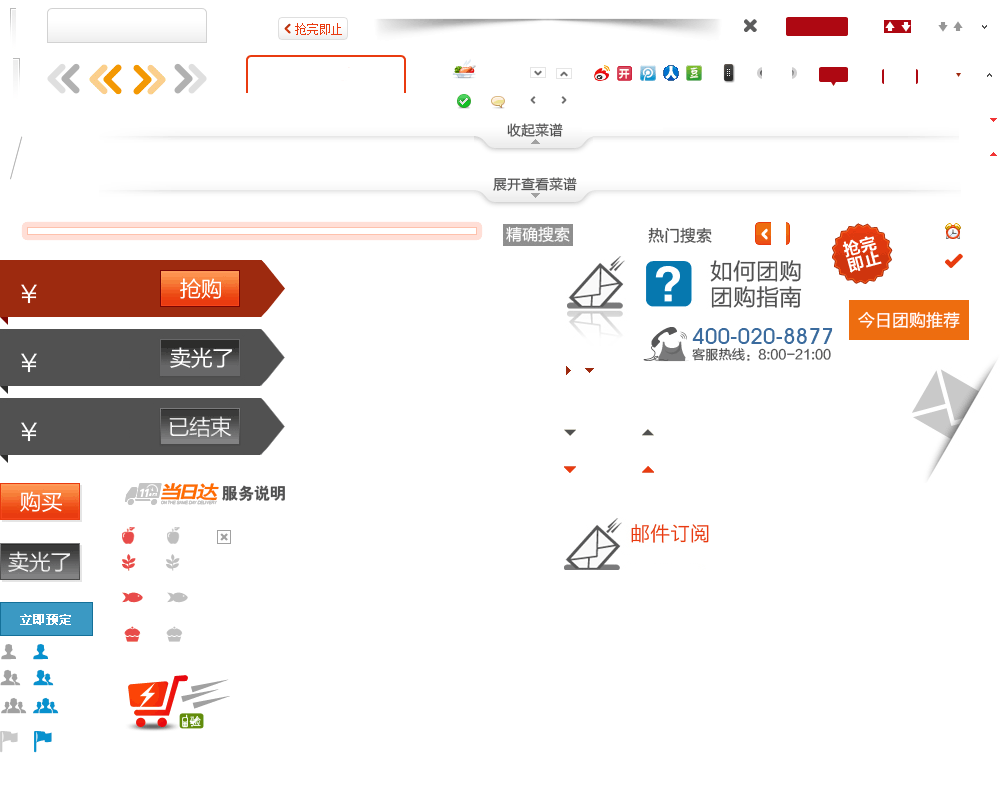 抢完即止
开
豆
收起菜谱
展开查看菜谱
精确搜索
热门搜索
抢完
即止
¥
抢购
?
如何团购
团购指南
今日团购推荐
¥
卖光了
400-020-8877
客服热线：8:00-21:00
¥
已结束
购买
当日达 服务说明
卖光了
邮件订阅
立即预定